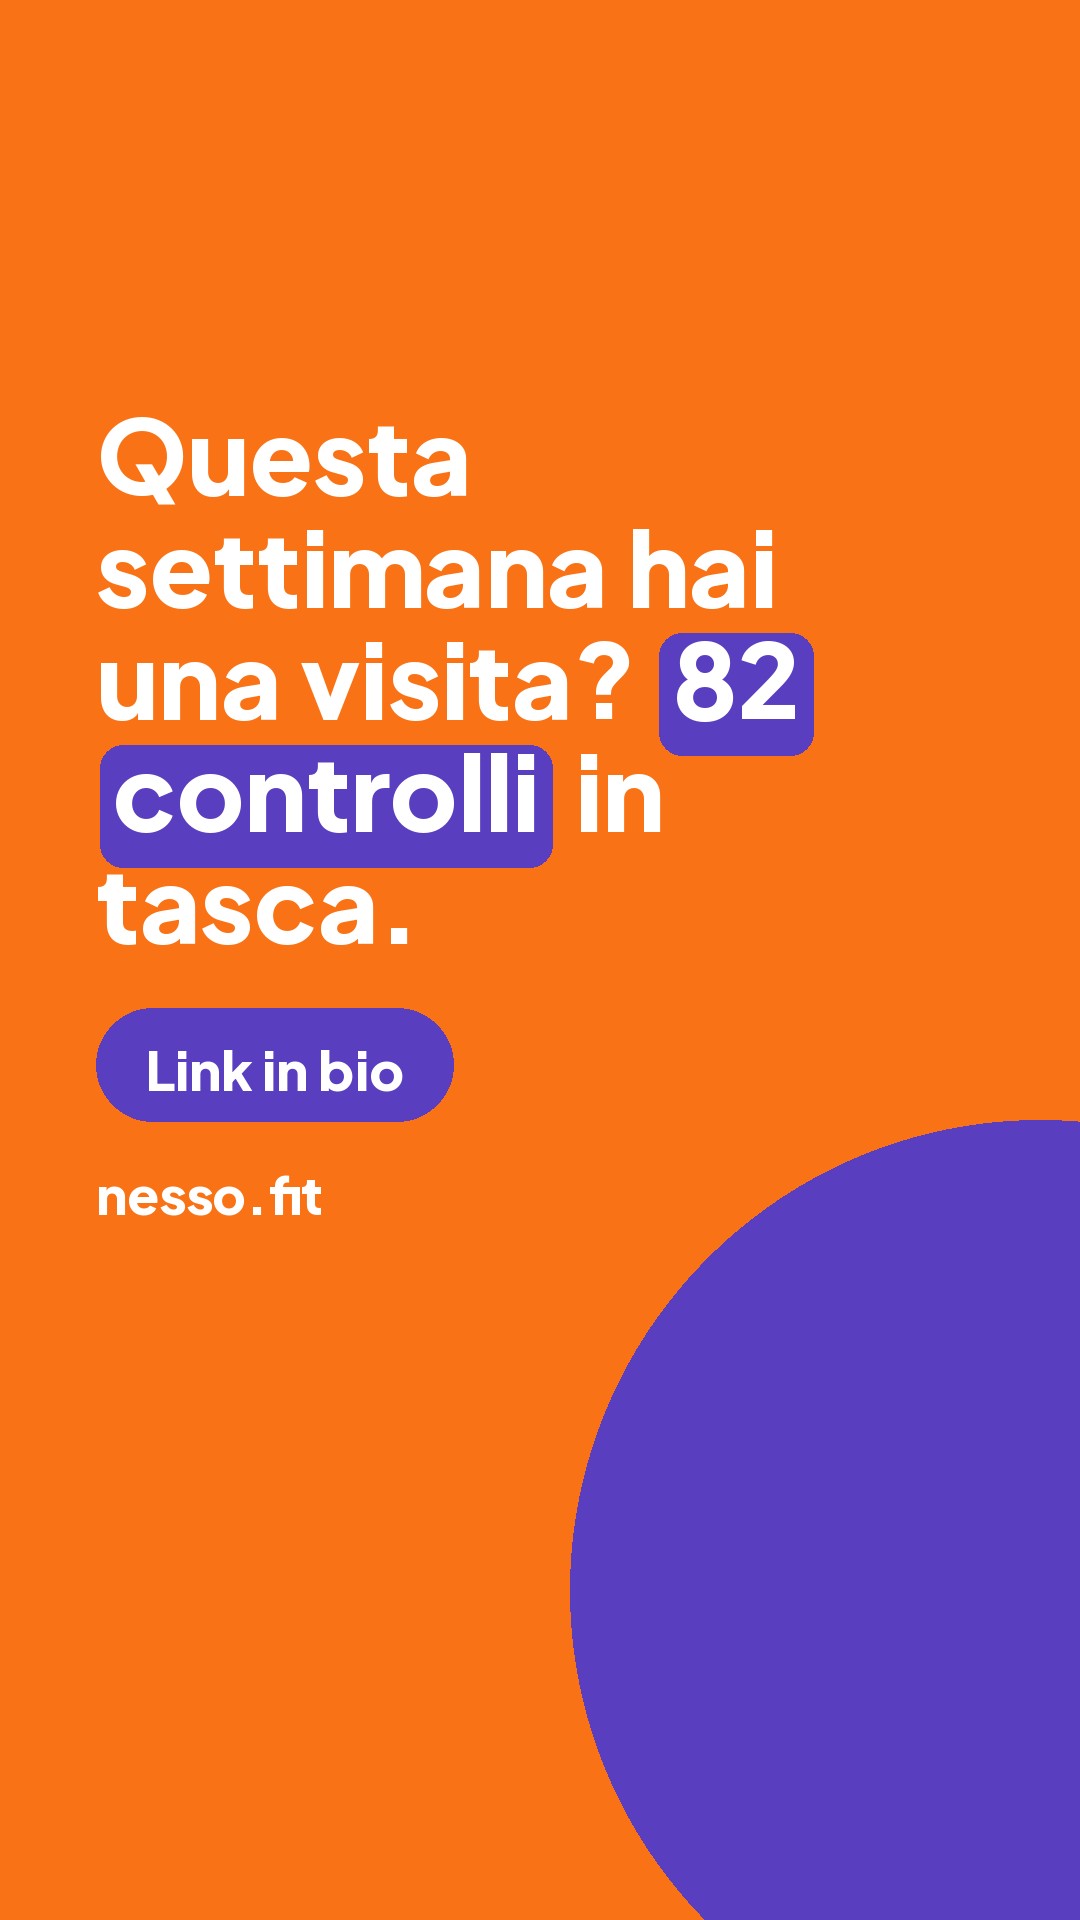 Questa
settimana hai
una visita? 82
controlli in
tasca.
Link in bio
nesso.fit